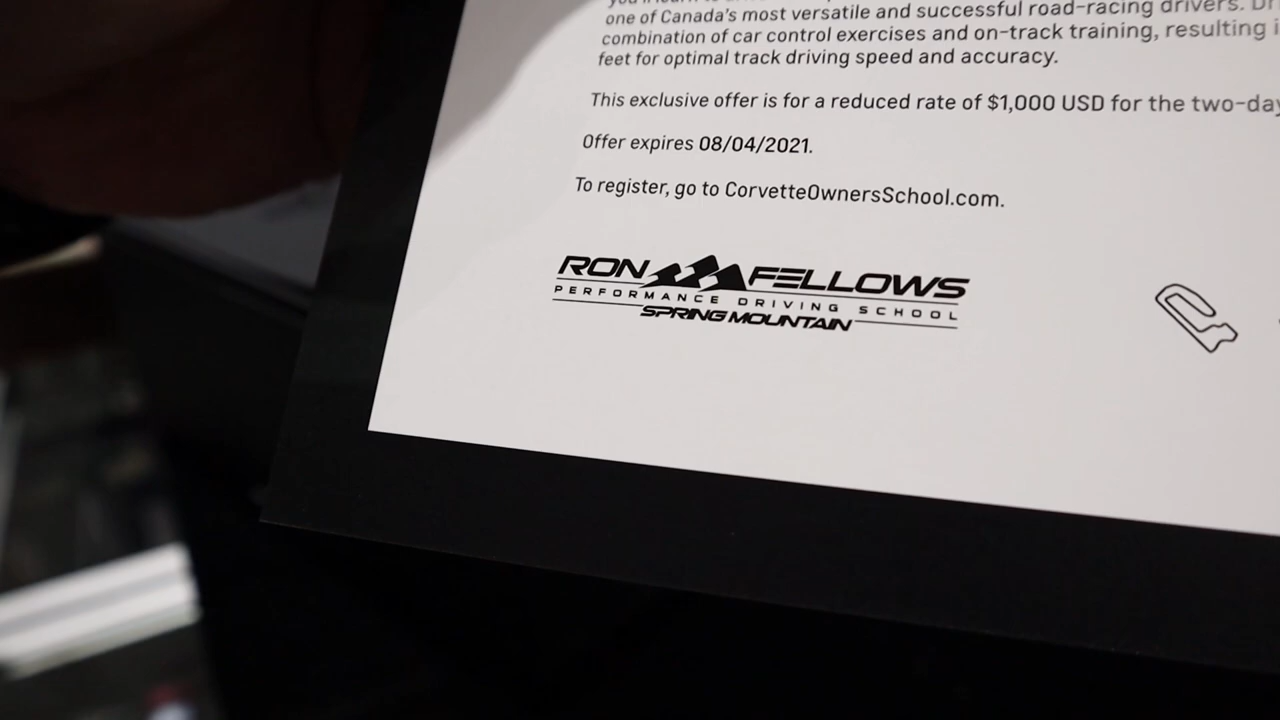 one of Canada's most versatile and successful road-racing drivers.
combination of car control exercises and on-track training, resulting
feet for optimal track driving speed and accuracy.
This exclusive offer is for a reduced rate of $1,000 USD for the two-day
Offer expires 08/04/2021.
To register, go to CorvetteOwnersSchool.com.
RON FELLOWS
PERFORMANCE DRIVING SCHOOL
SPRING MOUNTAIN